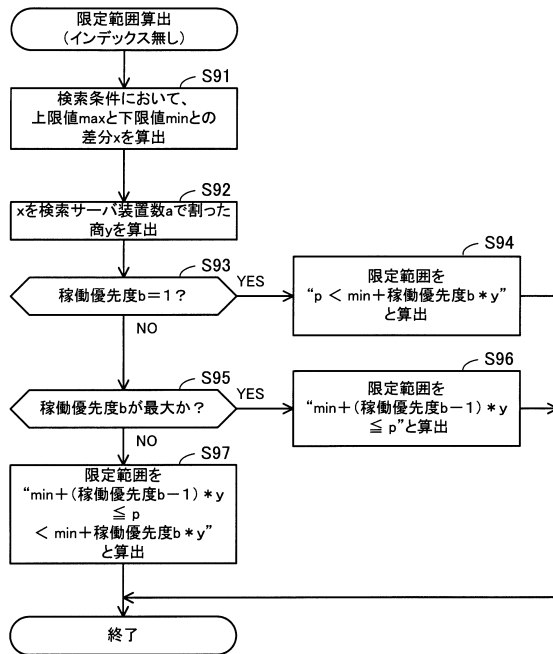 限定範囲算出
(インデックス無し)
S91
検索条件において、
上限値maxと下限値minとの
差分xを算出
S92
xを検索サーバ装置数aで割った
商yを算出
S93
稼働優先度b＝1？
YES
NO
S94
限定範囲を
“p < min＋稼働優先度b＊y”
と算出
S95
稼働優先度bが最大か？
YES
NO
S96
限定範囲を
“min＋(稼働優先度b－1)＊y
≦ p”と算出
S97
限定範囲を
“min＋(稼働優先度b－1)＊y
≦ p
< min＋稼働優先度b＊y”
と算出
終了